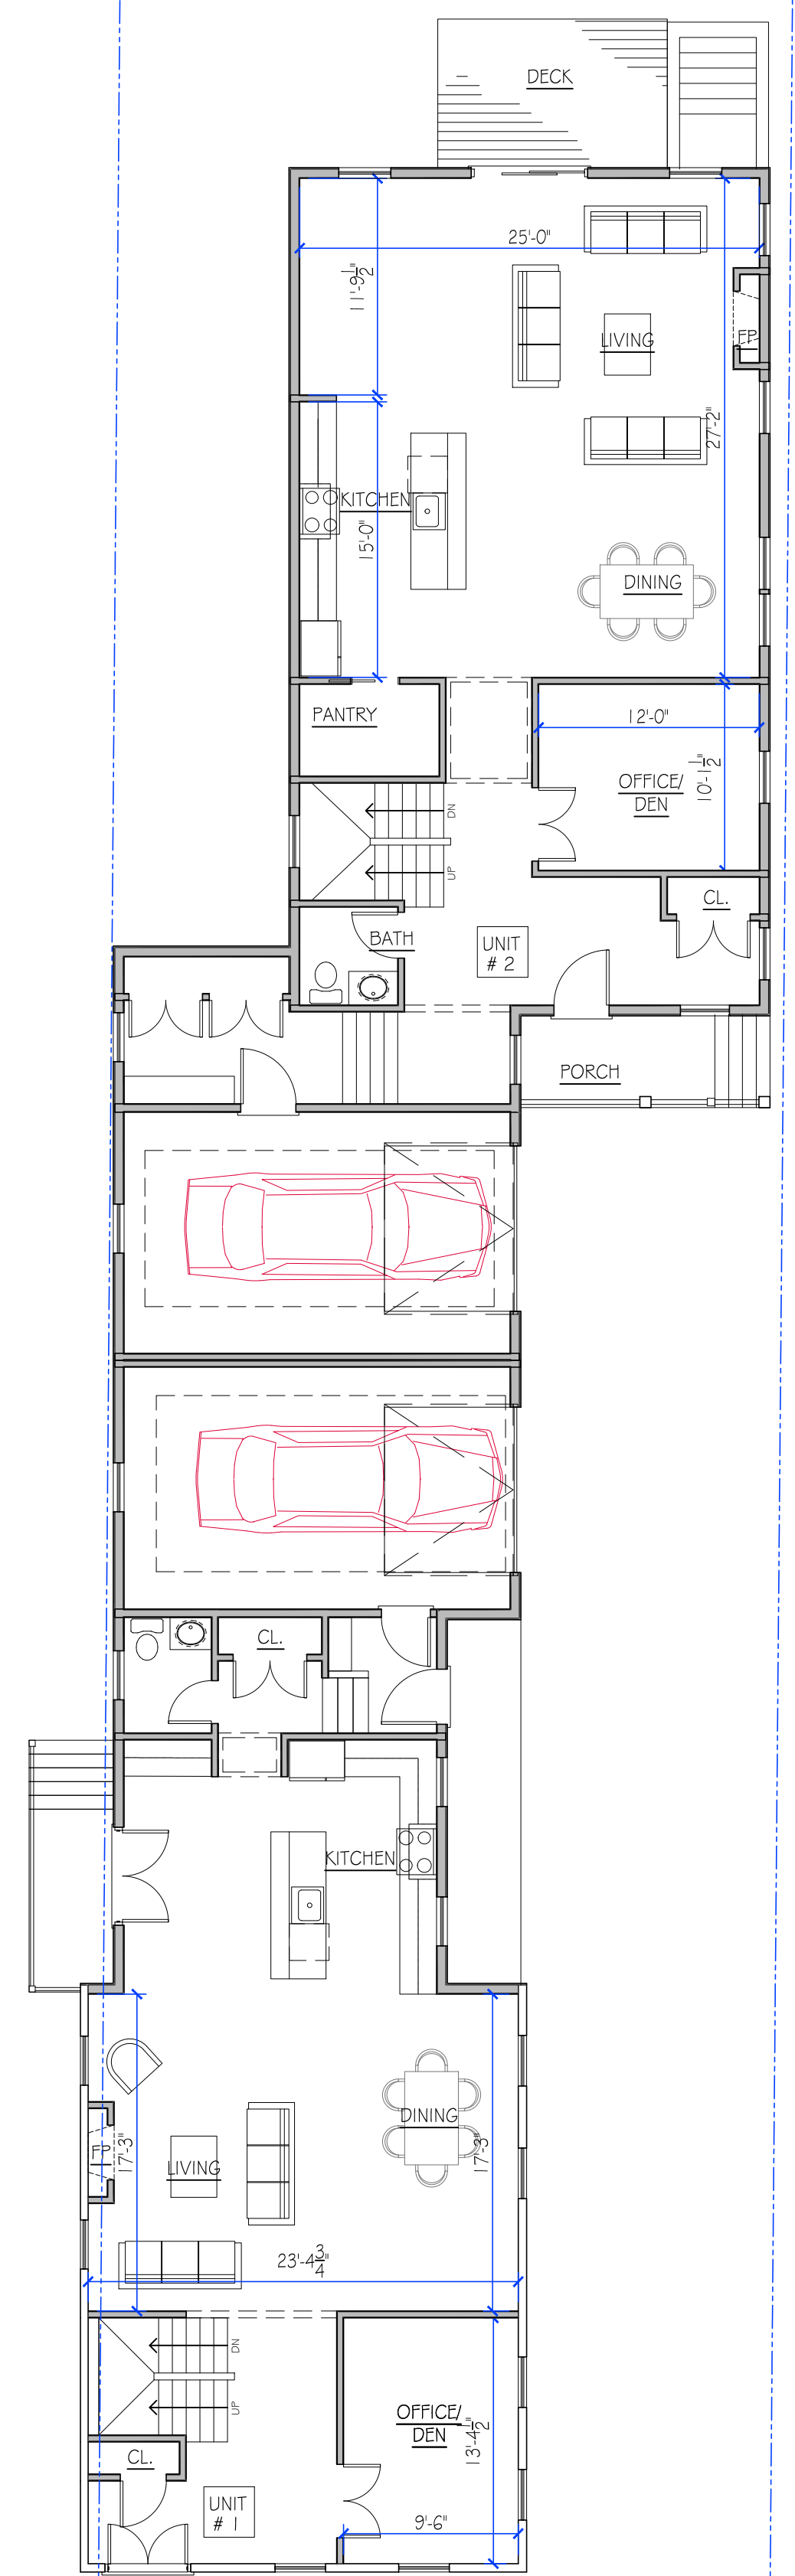 DECK
25'-0"
11'-9 1/2"
LIVING
FP
27'-2"
KITCHEN
15'-0"
DINING
PANTRY
12'-0"
OFFICE/
DEN
10'-1 1/2"
DN
UP
CL.
BATH
UNIT
# 2
PORCH
CL.
KITCHEN
DINING
FP
17'-3"
LIVING
17'-3"
23'-4 3/4"
DN
UP
OFFICE/
DEN
13'-4 1/2"
CL.
UNIT
# 1
9'-6"